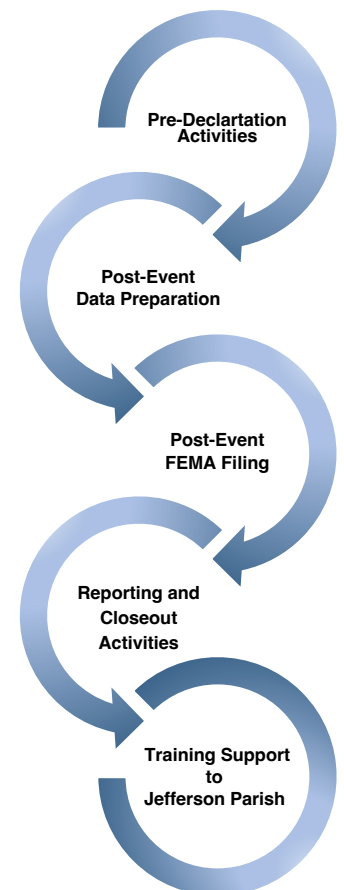 Pre-Declartation
Activities
Post-Event
Data Preparation
Post-Event
FEMA Filing
Reporting and
Closeout
Activities
Training Support
to
Jefferson Parish